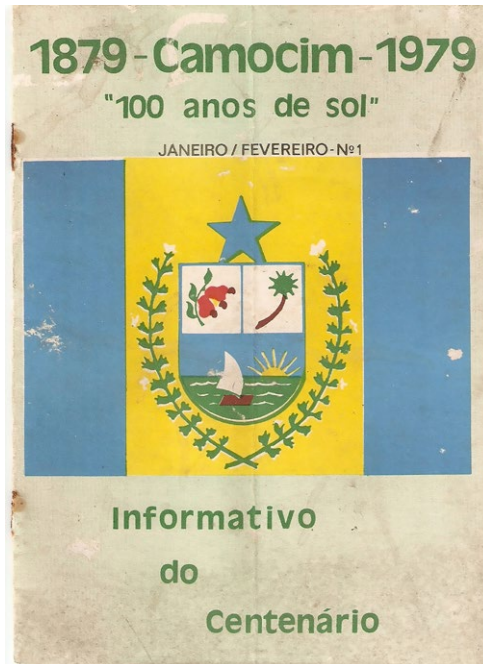 1879-Camocim-1979
"100 anos de sol"
JANEIRO / FEVEREIRO-Nº1
Informativo
do
Centenário